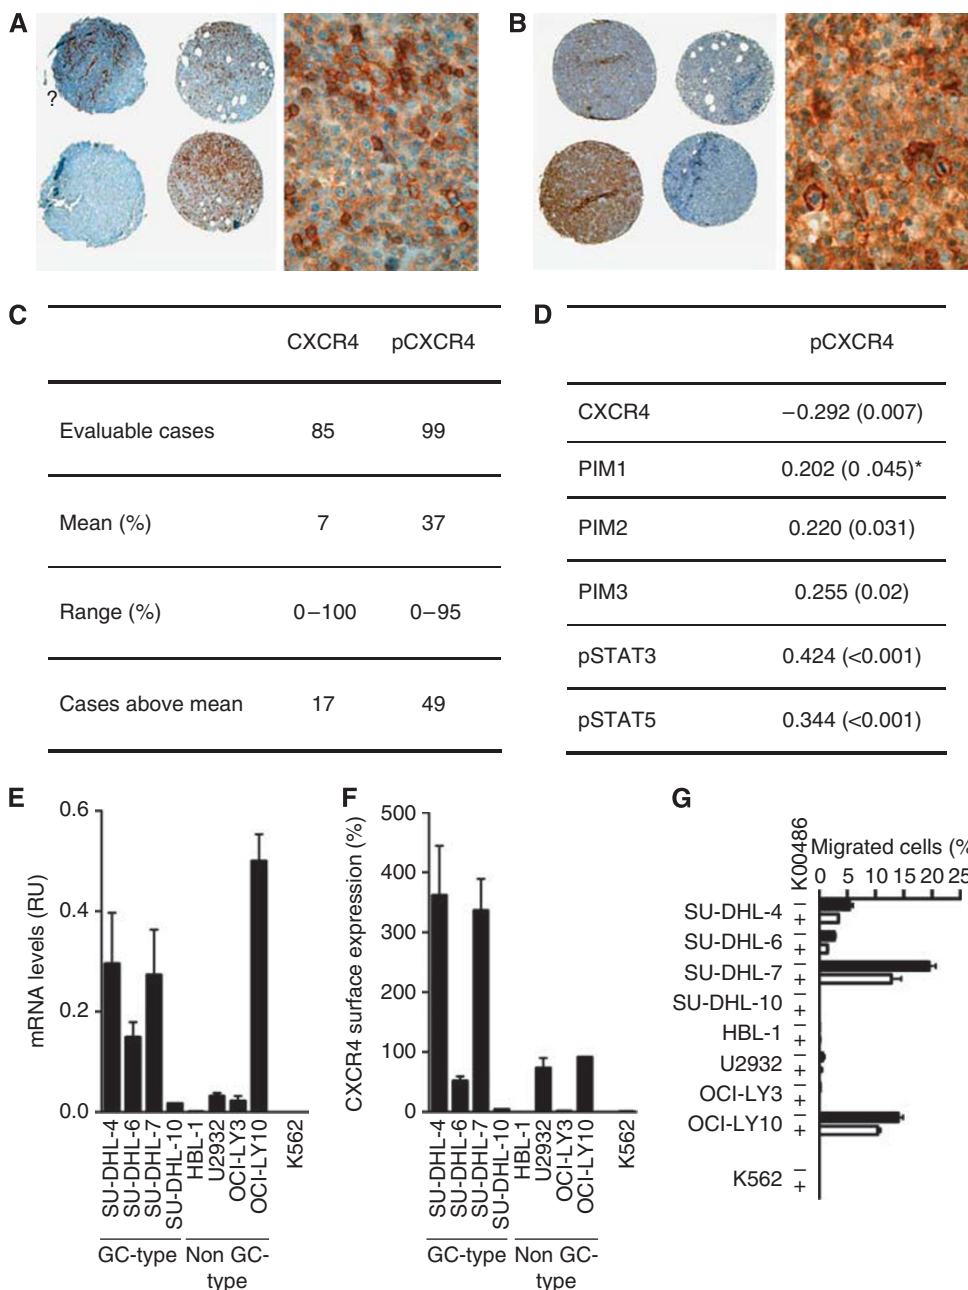 A
B
?
C
CXCR4 pCXCR4
Evaluable cases 85 99
Mean (%) 7 37
Range (%) 0–100 0–95
Cases above mean 17 49
D
pCXCR4
CXCR4 −0.292 (0.007)
PIM1 0.202 (0 .045)*
PIM2 0.220 (0.031)
PIM3 0.255 (0.02)
pSTAT3 0.424 (<0.001)
pSTAT5 0.344 (<0.001)
E
mRNA levels (RU)
0.6
0.4
0.2
0.0
SU-DHL-4
SU-DHL-6
SU-DHL-7
SU-DHL-10
HBL-1
U2932
OCI-LY3
OCI-LY10
K562
GC-type
Non GC-
type
F
CXCR4 surface expression (%)
500
400
300
200
100
0
SU-DHL-4
SU-DHL-6
SU-DHL-7
SU-DHL-10
HBL-1
U2932
OCI-LY3
OCI-LY10
K562
GC-type
Non GC-
type
G
K00486
Migrated cells (%
0 5 10 15 20 25
SU-DHL-4 − +
SU-DHL-6 − +
SU-DHL-7 − +
SU-DHL-10 − +
HBL-1 − +
U2932 − +
OCI-LY3 − +
OCI-LY10 − +
K562 − +